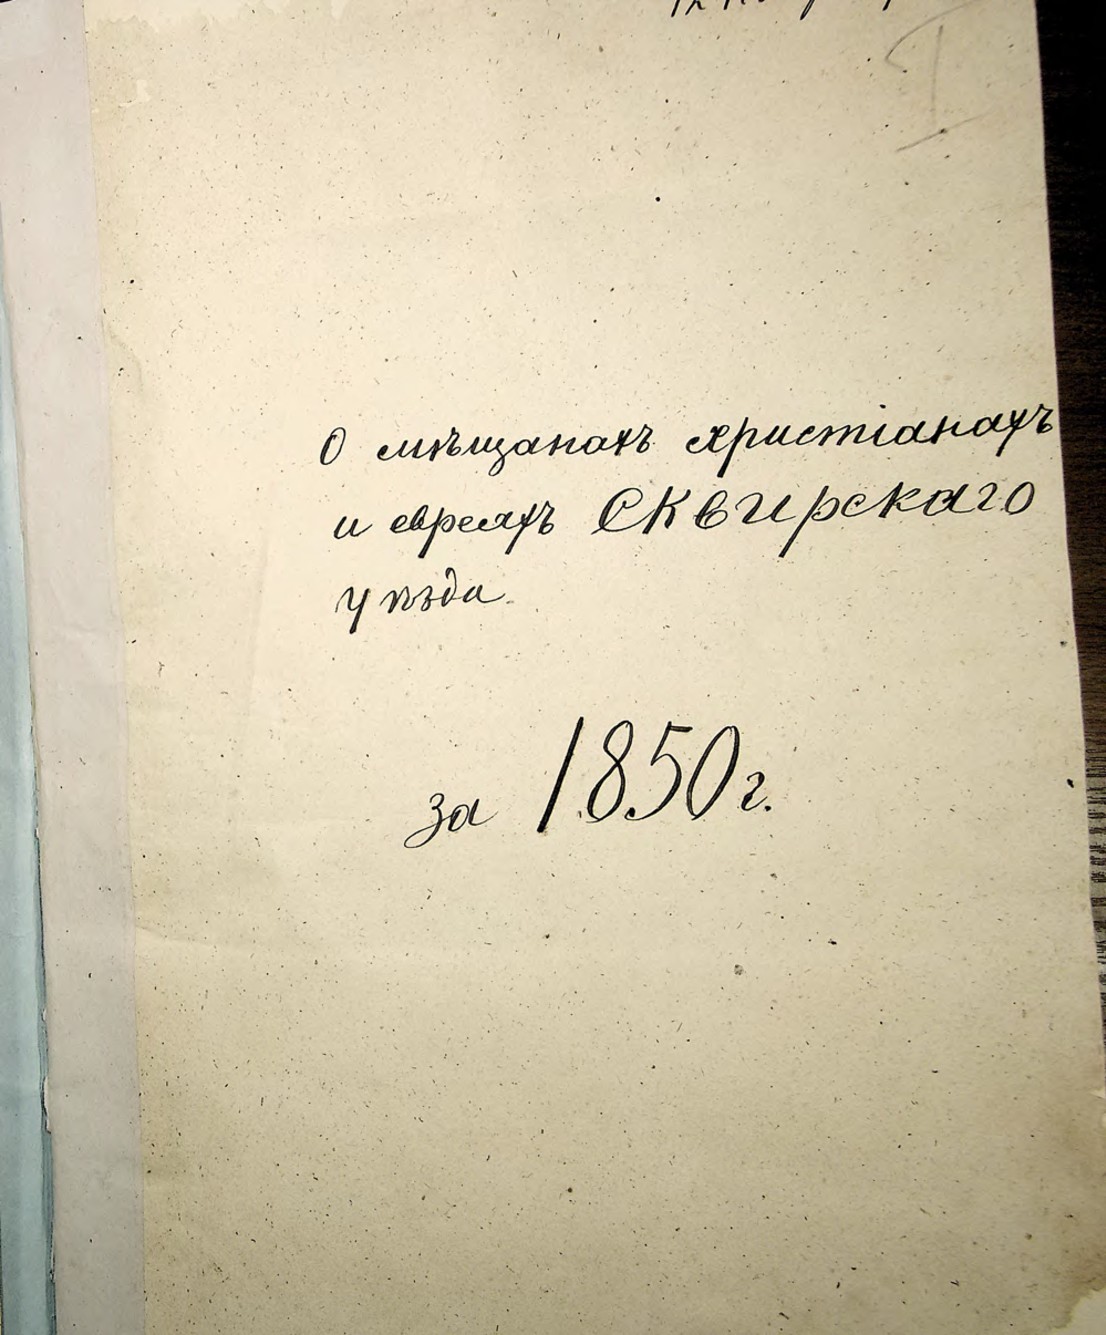 І
О мѣщанахъ христіанахъ
и евреяхъ Сквирскаго
уѣзда
за 1850 г.